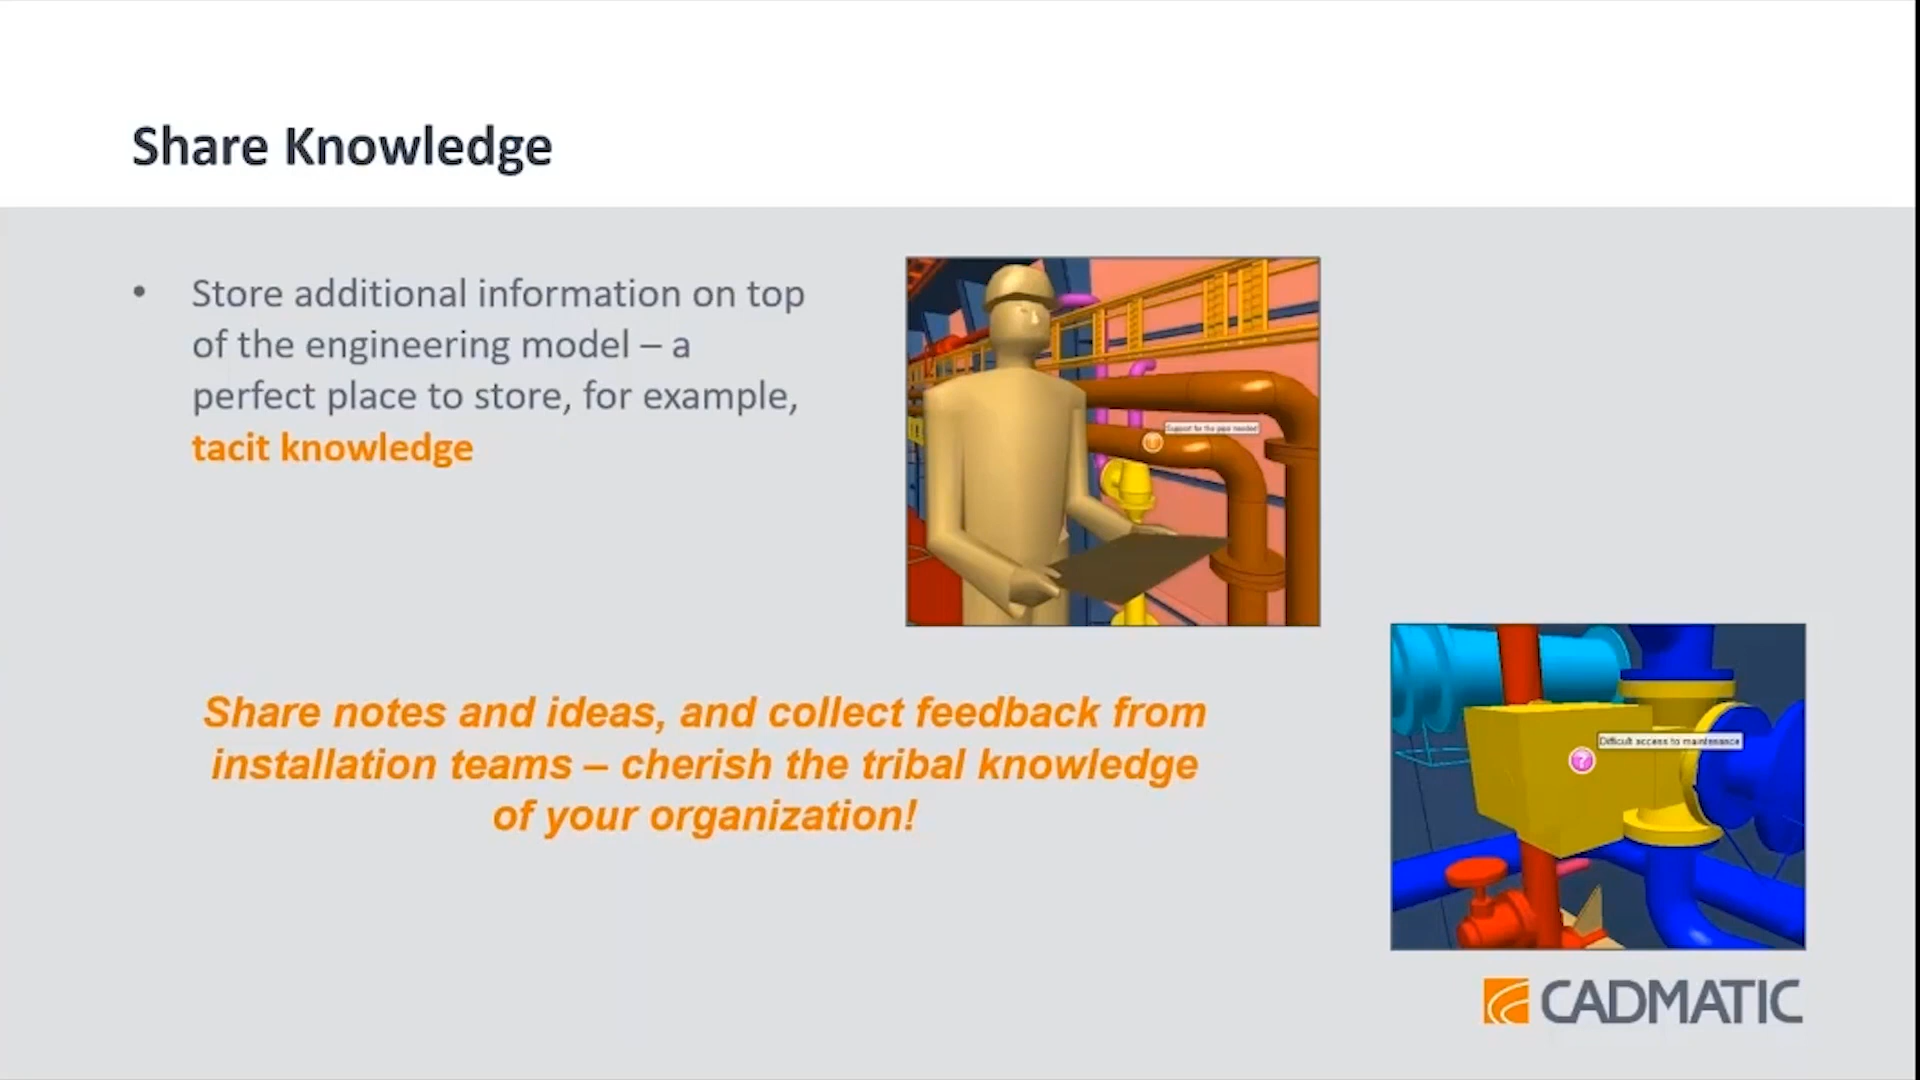 Share Knowledge
• Store additional information on top
of the engineering model – a
perfect place to store, for example,
tacit knowledge
Support for the pipe needed
Share notes and ideas, and collect feedback from
installation teams – cherish the tribal knowledge
of your organization!
Difficult access to maintenance
?
CADMATIC